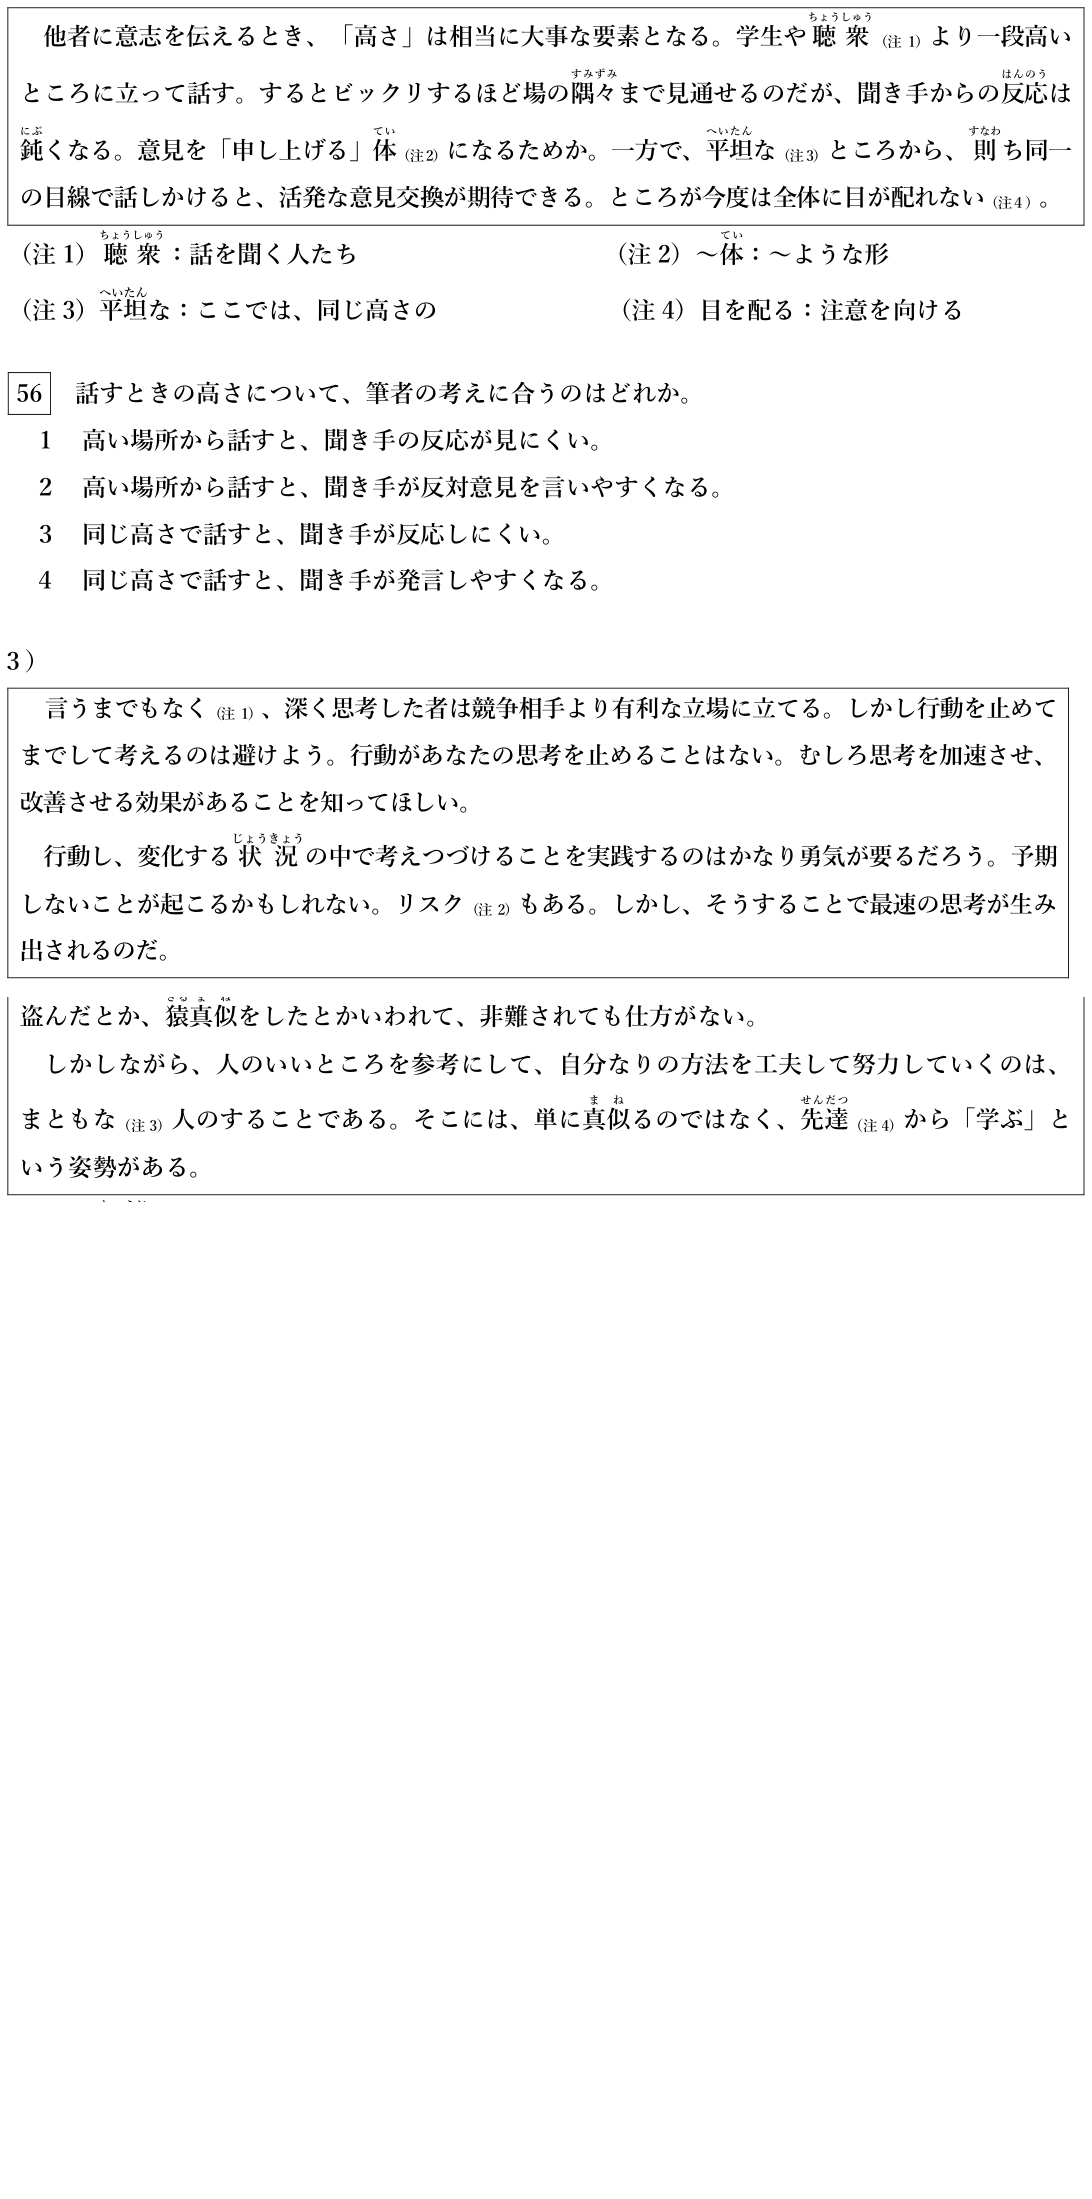 他者に意志を伝えるとき、「高さ」は相当に大事な要素となる。学生や聴衆（注 1）より一段高い
ところに立って話す。するとビックリするほど場の隅々まで見通せるのだが、聞き手からの反応は
鈍くなる。意見を「申し上げる」体（注2）になるためか。一方で、平坦な（注3）ところから、則ち同一
の目線で話しかけると、活発な意見交換が期待できる。ところが今度は全体に目が配れない（注4）。
（注 1）聴衆：話を聞く人たち （注 2）～体：～ような形
（注 3）平坦な：ここでは、同じ高さの （注 4）目を配る：注意を向ける
56 話すときの高さについて、筆者の考えに合うのはどれか。
1 高い場所から話すと、聞き手の反応が見にくい。
2 高い場所から話すと、聞き手が反対意見を言いやすくなる。
3 同じ高さで話すと、聞き手が反応しにくい。
4 同じ高さで話すと、聞き手が発言しやすくなる。
3）
言うまでもなく（注 1）、深く思考した者は競争相手より有利な立場に立てる。しかし行動を止めて
までして考えるのは避けよう。行動があなたの思考を止めることはない。むしろ思考を加速させ、
改善させる効果があることを知ってほしい。
行動し、変化する状況の中で考えつづけることを実践するのはかなり勇気が要るだろう。予期
しないことが起こるかもしれない。リスク（注 2）もある。しかし、そうすることで最速の思考が生み
出されるのだ。
盗んだとか、猿真似をしたとかいわれて、非難されても仕方がない。
しかしながら、人のいいところを参考にして、自分なりの方法を工夫して努力していくのは、
まともな（注 3）人のすることである。そこには、単に真似るのではなく、先達（注 4）から「学ぶ」と
いう姿勢がある。